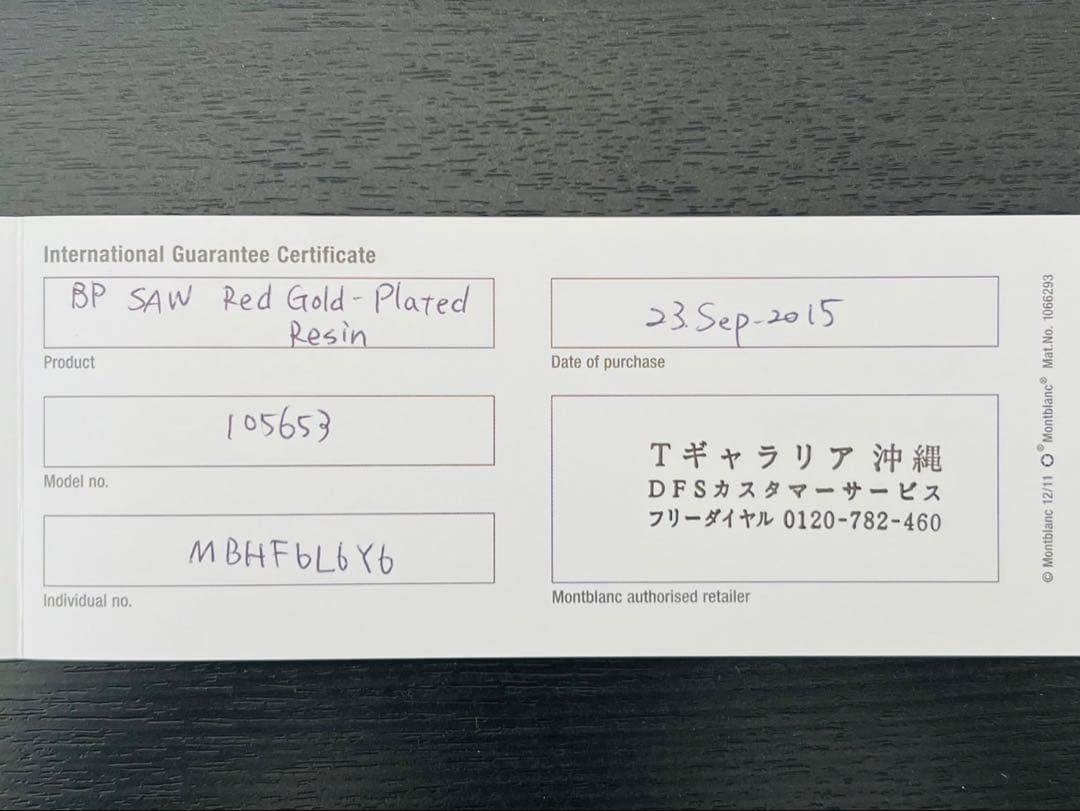 International Guarantee Certificate
BP SAW Red Gold-Plated
Resin
Product
105653
Model no.
MBHF6L6Y6
Individual no.
23.Sep-2015
Date of purchase
Tギャラリア 沖縄
DFSカスタマーサービス
フリーダイヤル 0120-782-460
Montblanc authorised retailer
© Montblanc 12/11 ® Montblanc® Mat.No. 1066293